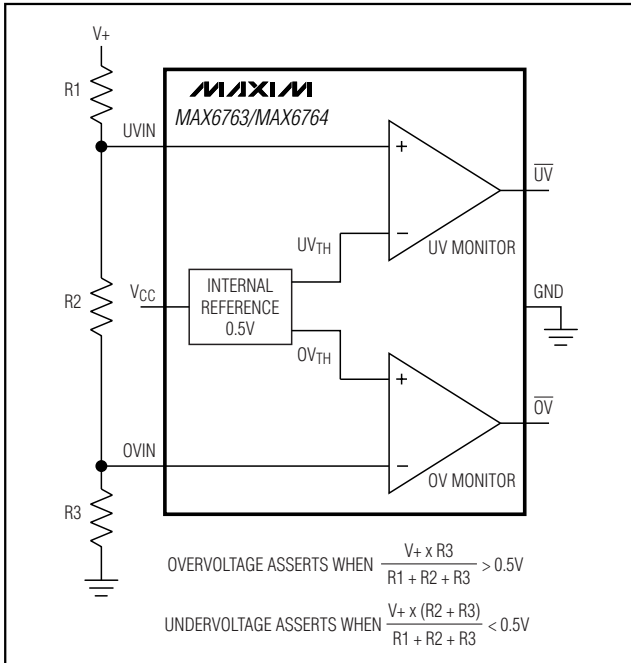 V+
R1
MAXIM
MAX6763/MAX6764
UVIN
+
UV
−
UV MONITOR
UVTH
VCC
INTERNAL
REFERENCE
0.5V
GND
R2
OVTH
+
OV
OVIN
−
OV MONITOR
R3
OVERVOLTAGE ASSERTS WHEN V+ x R3 / R1 + R2 + R3 > 0.5V
UNDERVOLTAGE ASSERTS WHEN V+ x (R2 + R3) / R1 + R2 + R3 < 0.5V